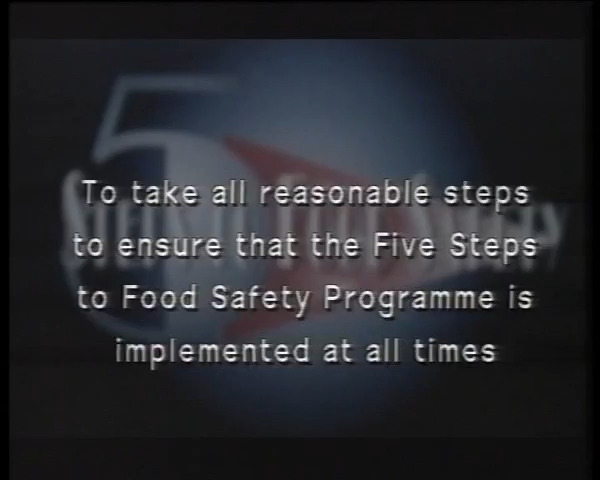 To take all reasonable steps
to ensure that the Five Steps
to Food Safety Programme is
implemented at all times
5